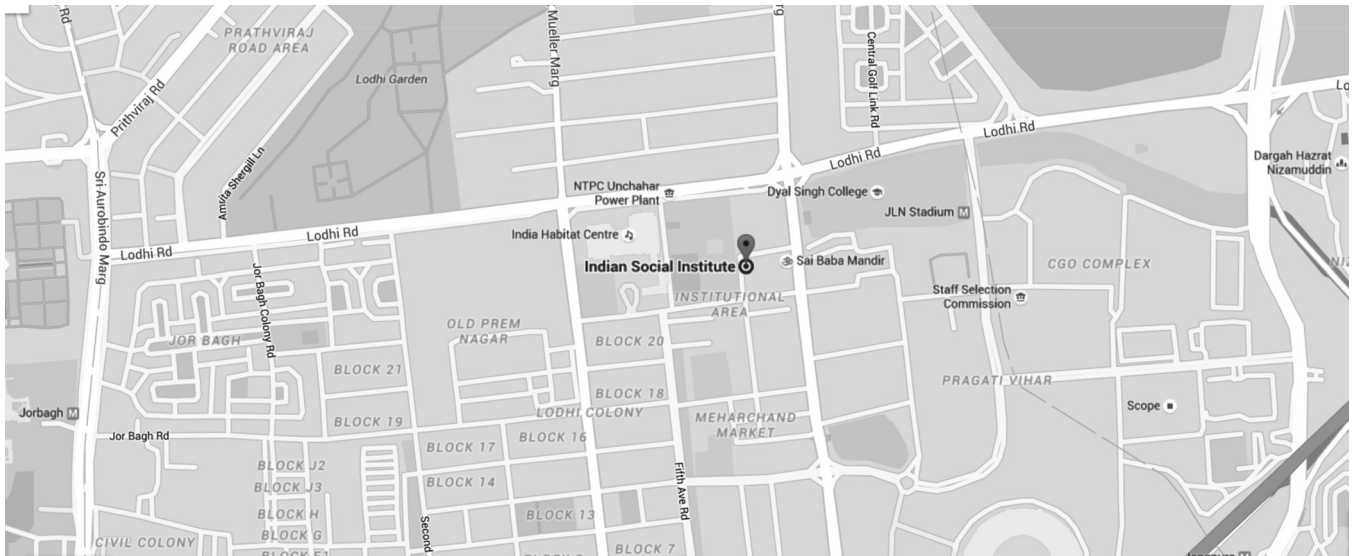 Rd
PRATHVIRAJ
ROAD AREA
Prithviraj Rd
Lodhi Garden
Mueller Marg
rg
Central Golf Link Rd
Lodhi Rd
Lodhi Rd
Lo
Dargah Hazrat
Nizamuddin
Sri Aurobindo Marg
Amrita Shergill Ln
NTPC Unchahar
Power Plant
Dyal Singh College
JLN Stadium M
Lodhi Rd
Lodhi Rd
India Habitat Centre
Indian Social Institute
Sai Baba Mandir
CGO COMPLEX
NIZ
Jor Bagh Colony Rd
INSTITUTIONAL
AREA
Staff Selection
Commission
OLD PREM
NAGAR
JOR BAGH
BLOCK 20
BLOCK 21
PRAGATI VIHAR
BLOCK 18
Scope
Jorbagh M
LODHI COLONY
MEHARCHAND
MARKET
BLOCK 19
Jor Bagh Rd
BLOCK 17
BLOCK 16
BLOCK J2
BLOCK 14
Fifth Ave Rd
BLOCK J3
BLOCK H
BLOCK 13
Second
BLOCK G
CIVIL COLONY
BLOCK 7